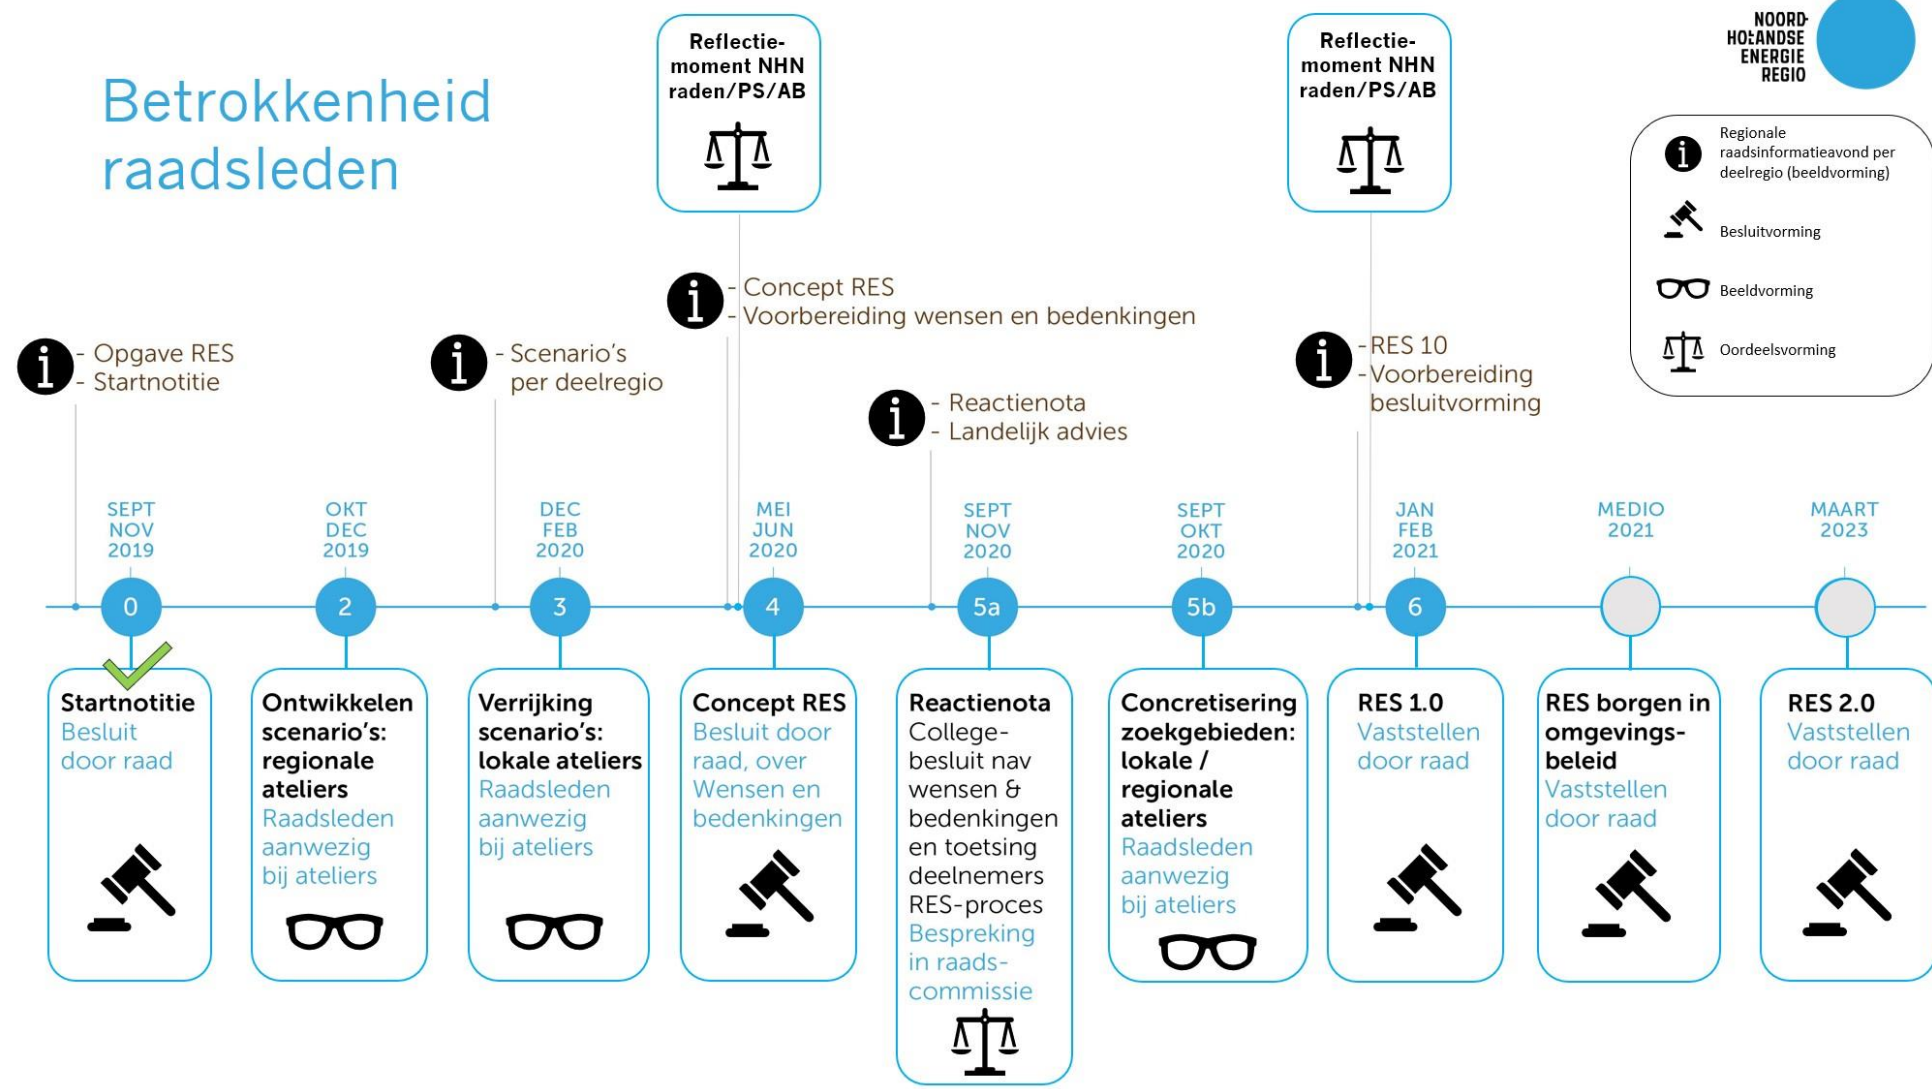 Betrokkenheid
raadsleden
Reflectie-
moment NHN
raden/PS/AB
Reflectie-
moment NHN
raden/PS/AB
NOORD-
HOLLANDSE
ENERGIE
REGIO
i Regionale
raadsinformatieavond per
deelregio (beeldvorming)
Besluitvorming
Beeldvorming
Oordeelsvorming
i - Opgave RES
- Startnotitie
i - Scenario's
per deelregio
i - Concept RES
- Voorbereiding wensen en bedenkingen
i - Reactienota
- Landelijk advies
i - RES 10
- Voorbereiding
besluitvorming
SEPT
NOV
2019
OKT
DEC
2019
DEC
FEB
2020
MEI
JUN
2020
SEPT
NOV
2020
SEPT
OKT
2020
JAN
FEB
2021
MEDIO
2021
MAART
2023
0
2
3
4
5a
5b
6
Startnotitie
Besluit
door raad
Ontwikkelen
scenario's:
regionale
ateliers
Raadsleden
aanwezig
bij ateliers
Verrijking
scenario's:
lokale ateliers
Raadsleden
aanwezig
bij ateliers
Concept RES
Besluit door
raad, over
Wensen en
bedenkingen
Reactienota
College-
besluit nav
wensen &
bedenkingen
en toetsing
deelnemers
RES-proces
Bespreking
in raads-
commissie
Concretisering
zoekgebieden:
lokale /
regionale
ateliers
Raadsleden
aanwezig
bij ateliers
RES 1.0
Vaststellen
door raad
RES borgen in
omgevings-
beleid
Vaststellen
door raad
RES 2.0
Vaststellen
door raad